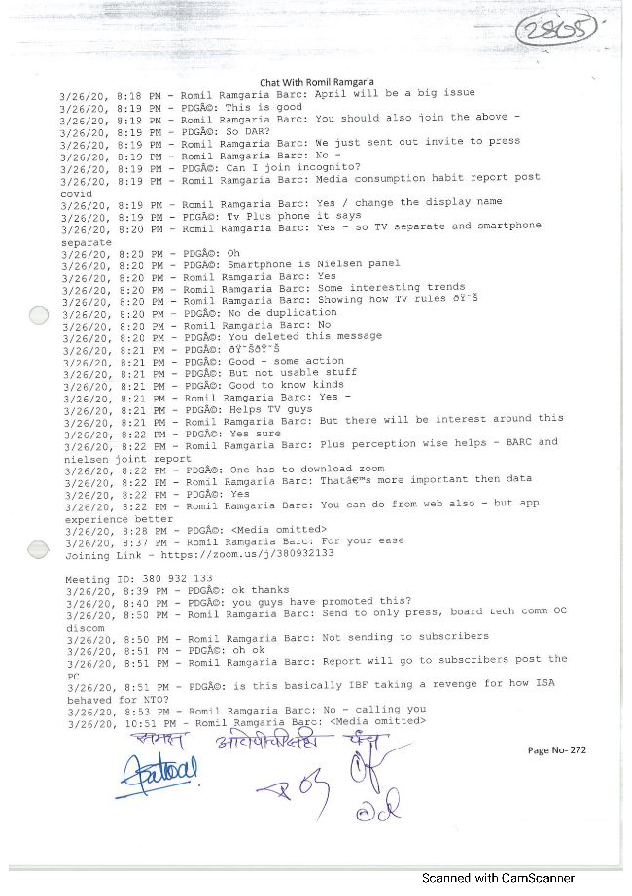 2805
Chat With Romil Ramgaria
3/26/20, 8:18 PM - Romil Ramgaria Barc: April will be a big issue
3/26/20, 8:19 PM - PDGÃ©: This is good
3/26/20, 8:19 PM - Romil Ramgaria Barc: You should also join the above -
3/26/20, 8:19 PM - PDGÃ©: So DAR?
3/26/20, 8:19 PM - Romil Ramgaria Barc: We just sent out invite to press
3/26/20, 8:19 PM - Romil Ramgaria Barc: No -
3/26/20, 8:19 PM - PDGÃ©: Can I join incognito?
3/26/20, 8:19 PM - Romil Ramgaria Barc: Media consumption habit report post
covid
3/26/20, 8:19 PM - Romil Ramgaria Barc: Yes / change the display name
3/26/20, 8:19 PM - PDGÃ©: Tv Plus phone it says
3/26/20, 8:20 PM - Romil Ramgaria Barc: Yes - so TV separate and smartphone
separate
3/26/20, 8:20 PM - PDGÃ©: Oh
3/26/20, 8:20 PM - PDGÃ©: Smartphone is Nielsen panel
3/26/20, 8:20 PM - Romil Ramgaria Barc: Yes
3/26/20, 8:20 PM - Romil Ramgaria Barc: Some interesting trends
3/26/20, 8:20 PM - Romil Ramgaria Barc: Showing how TV rules ðŸ˜Š
3/26/20, 8:20 PM - PDGÃ©: No de duplication
3/26/20, 8:20 PM - Romil Ramgaria Barc: No
3/26/20, 8:20 PM - PDGÃ©: You deleted this message
3/26/20, 8:21 PM - PDGÃ©:
3/26/20, 8:21 PM - PDGÃ©: Good - some action
3/26/20, 8:21 PM - PDGÃ©: But not usable stuff
3/26/20, 8:21 PM - PDGÃ©: Good to know kinds
3/26/20, 8:21 PM - Romil Ramgaria Barc: Yes -
3/26/20, 8:21 PM - PDGÃ©: Helps TV guys
3/26/20, 8:21 PM - Romil Ramgaria Barc: But there will be interest around this
3/26/20, 8:22 PM - PDGÃ©: Yes sure
3/26/20, 8:22 PM - Romil Ramgaria Barc: Plus perception wise helps - BARC and
nielsen joint report
3/26/20, 8:22 PM - PDGÃ©: One has to download zoom
3/26/20, 8:22 PM - Romil Ramgaria Barc: Thatâ€™s more important then data
3/26/20, 8:22 PM - PDGÃ©: Yes
3/26/20, 8:22 PM - Romil Ramgaria Barc: You can do from web also - but app
experience better
3/26/20, 8:28 PM - PDGÃ©: <Media omitted>
3/26/20, 8:37 PM - Romil Ramgaria Barc: For your ease
Joining Link - https://zoom.us/j/380932133
Meeting ID: 380 932 133
3/26/20, 8:39 PM - PDGÃ©: ok thanks
3/26/20, 8:40 PM - PDGÃ©: you guys have promoted this?
3/26/20, 8:50 PM - Romil Ramgaria Barc: Send to only press, board tech comm OC
discom
3/26/20, 8:50 PM - Romil Ramgaria Barc: Not sending to subscribers
3/26/20, 8:51 PM - PDGÃ©: oh ok
3/26/20, 8:51 PM - Romil Ramgaria Barc: Report will go to subscribers post the
PC
3/26/20, 8:51 PM - PDGÃ©: is this basically IBF taking a revenge for how ISA
behaved for NTO?
3/26/20, 8:53 PM - Romil Ramgaria Barc: No - calling you
3/26/20, 10:51 PM - Romil Ramgaria Barc: <Media omitted>
समक्ष आरोपीची सही पंच
Page No- 272
Scanned with CamScanner